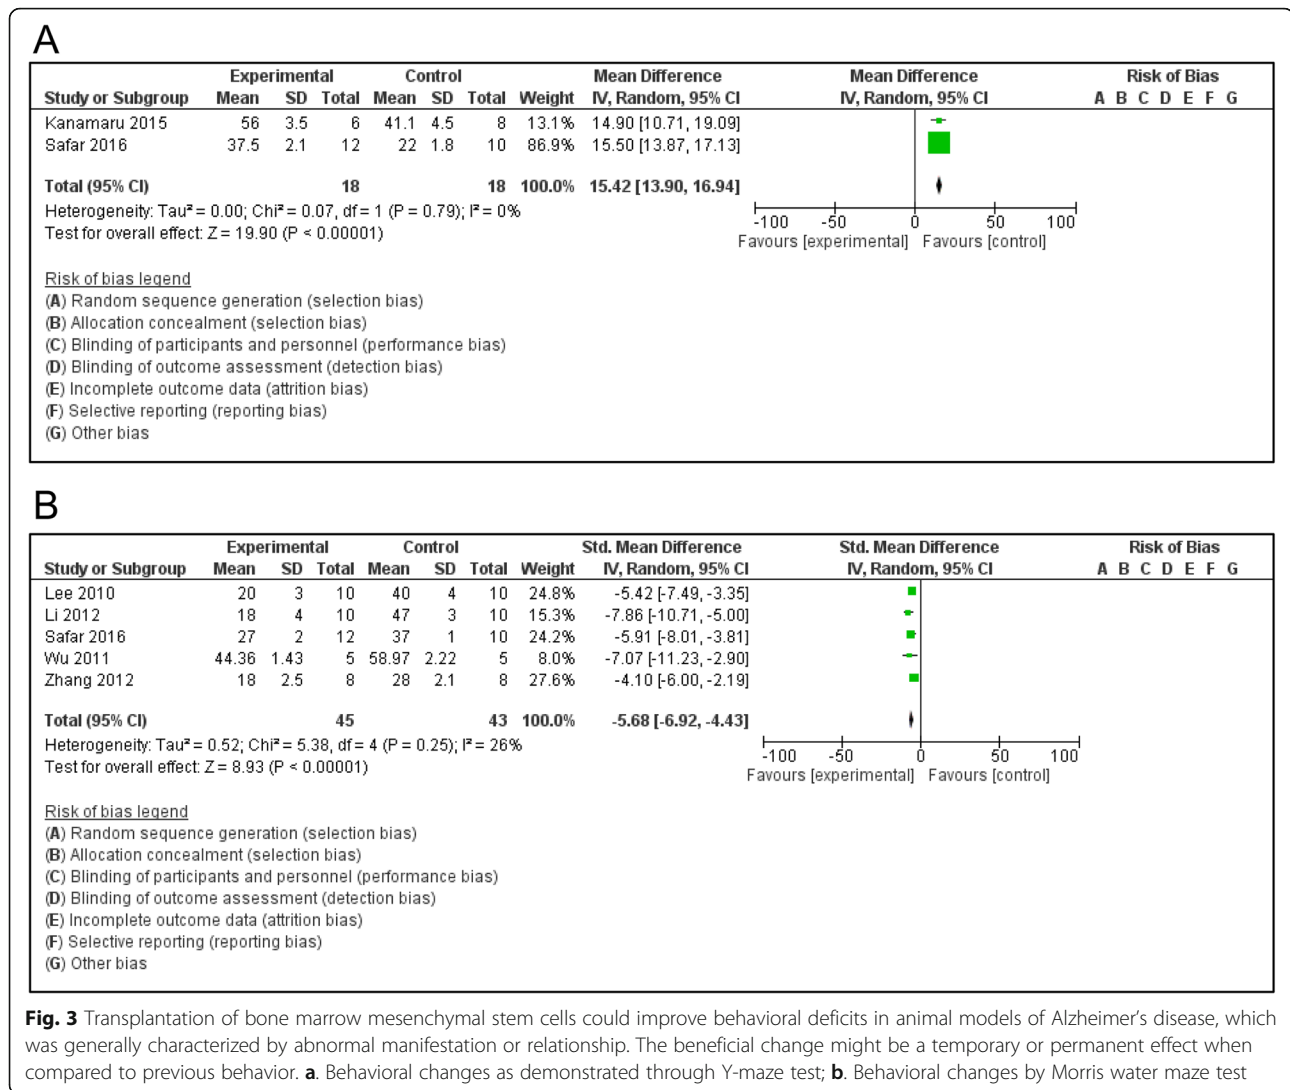 A
Experimental Control Mean Difference Mean Difference Risk of Bias
Study or Subgroup Mean SD Total Mean SD Total Weight IV, Random, 95% CI IV, Random, 95% CI A B C D E F G
Kanamaru 2015 56 3.5 6 41.1 4.5 8 13.1% 14.90 [10.71, 19.09]
Safar 2016 37.5 2.1 12 22 1.8 10 86.9% 15.50 [13.87, 17.13]
Total (95% CI) 18 18 100.0% 15.42 [13.90, 16.94]
Heterogeneity: Tau² = 0.00; Chi² = 0.07, df = 1 (P = 0.79); I² = 0%
Test for overall effect: Z = 19.90 (P < 0.00001)
-100 -50 0 50 100
Favours [experimental] Favours [control]
Risk of bias legend
(A) Random sequence generation (selection bias)
(B) Allocation concealment (selection bias)
(C) Blinding of participants and personnel (performance bias)
(D) Blinding of outcome assessment (detection bias)
(E) Incomplete outcome data (attrition bias)
(F) Selective reporting (reporting bias)
(G) Other bias
B
Experimental Control Std. Mean Difference Std. Mean Difference Risk of Bias
Study or Subgroup Mean SD Total Mean SD Total Weight IV, Random, 95% CI IV, Random, 95% CI A B C D E F G
Lee 2010 20 3 10 40 4 10 24.8% -5.42 [-7.49, -3.35]
Li 2012 18 4 10 47 3 10 15.3% -7.86 [-10.71, -5.00]
Safar 2016 27 2 12 37 1 10 24.2% -5.91 [-8.01, -3.81]
Wu 2011 44.36 1.43 5 58.97 2.22 5 8.0% -7.07 [-11.23, -2.90]
Zhang 2012 18 2.5 8 28 2.1 8 27.6% -4.10 [-6.00, -2.19]
Total (95% CI) 45 43 100.0% -5.68 [-6.92, -4.43]
Heterogeneity: Tau² = 0.52; Chi² = 5.38, df = 4 (P = 0.25); I² = 26%
Test for overall effect: Z = 8.93 (P < 0.00001)
-100 -50 0 50 100
Favours [experimental] Favours [control]
Risk of bias legend
(A) Random sequence generation (selection bias)
(B) Allocation concealment (selection bias)
(C) Blinding of participants and personnel (performance bias)
(D) Blinding of outcome assessment (detection bias)
(E) Incomplete outcome data (attrition bias)
(F) Selective reporting (reporting bias)
(G) Other bias
Fig. 3 Transplantation of bone marrow mesenchymal stem cells could improve behavioral deficits in animal models of Alzheimer's disease, which
was generally characterized by abnormal manifestation or relationship. The beneficial change might be a temporary or permanent effect when
compared to previous behavior. a. Behavioral changes as demonstrated through Y-maze test; b. Behavioral changes by Morris water maze test